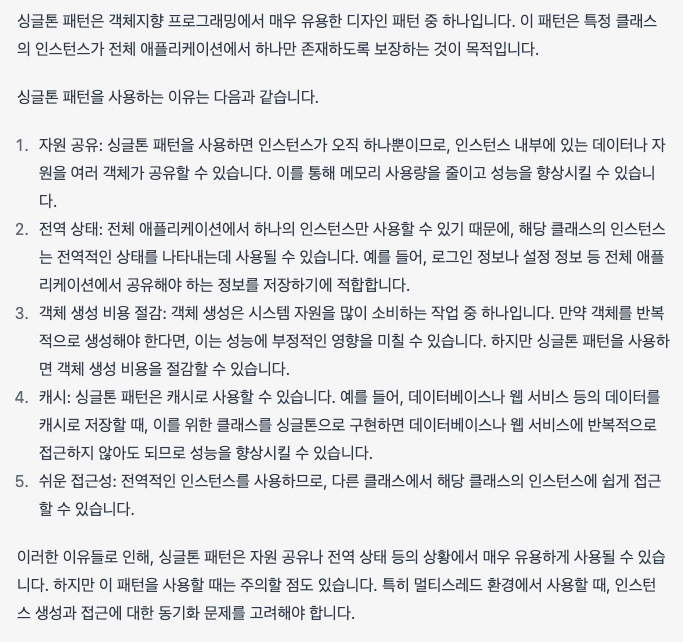 싱글톤 패턴은 객체지향 프로그래밍에서 매우 유용한 디자인 패턴 중 하나입니다. 이 패턴은 특정 클래스
의 인스턴스가 전체 애플리케이션에서 하나만 존재하도록 보장하는 것이 목적입니다.
싱글톤 패턴을 사용하는 이유는 다음과 같습니다.
1. 자원 공유: 싱글톤 패턴을 사용하면 인스턴스가 오직 하나뿐이므로, 인스턴스 내부에 있는 데이터나 자
원을 여러 객체가 공유할 수 있습니다. 이를 통해 메모리 사용량을 줄이고 성능을 향상시킬 수 있습니
다.
2. 전역 상태: 전체 애플리케이션에서 하나의 인스턴스만 사용할 수 있기 때문에, 해당 클래스의 인스턴스
는 전역적인 상태를 나타내는데 사용될 수 있습니다. 예를 들어, 로그인 정보나 설정 정보 등 전체 애플
리케이션에서 공유해야 하는 정보를 저장하기에 적합합니다.
3. 객체 생성 비용 절감: 객체 생성은 시스템 자원을 많이 소비하는 작업 중 하나입니다. 만약 객체를 반복
적으로 생성해야 한다면, 이는 성능에 부정적인 영향을 미칠 수 있습니다. 하지만 싱글톤 패턴을 사용하
면 객체 생성 비용을 절감할 수 있습니다.
4. 캐시: 싱글톤 패턴은 캐시로 사용할 수 있습니다. 예를 들어, 데이터베이스나 웹 서비스 등의 데이터를
캐시로 저장할 때, 이를 위한 클래스를 싱글톤으로 구현하면 데이터베이스나 웹 서비스에 반복적으로
접근하지 않아도 되므로 성능을 향상시킬 수 있습니다.
5. 쉬운 접근성: 전역적인 인스턴스를 사용하므로, 다른 클래스에서 해당 클래스의 인스턴스에 쉽게 접근
할 수 있습니다.
이러한 이유들로 인해, 싱글톤 패턴은 자원 공유나 전역 상태 등의 상황에서 매우 유용하게 사용될 수 있습
니다. 하지만 이 패턴을 사용할 때는 주의할 점도 있습니다. 특히 멀티스레드 환경에서 사용할 때, 인스턴
스 생성과 접근에 대한 동기화 문제를 고려해야 합니다.